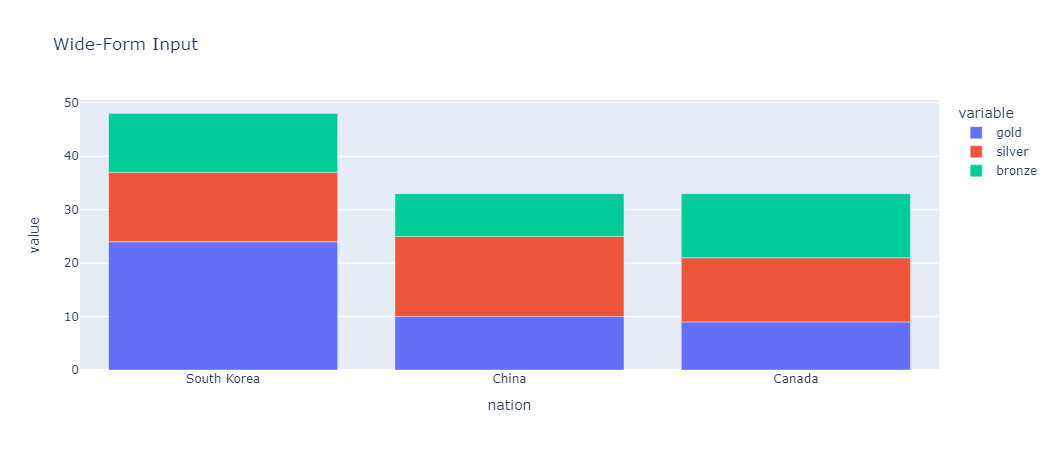 Wide-Form Input
variable
gold
silver
bronze
value
50
40
30
20
10
0
South Korea
China
Canada
nation